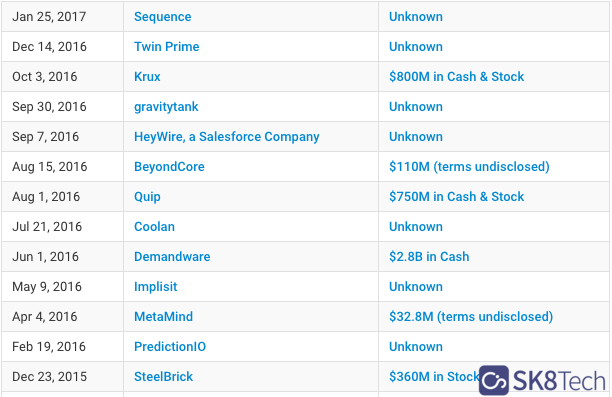 Jan 25, 2017 Sequence Unknown
Dec 14, 2016 Twin Prime Unknown
Oct 3, 2016 Krux $800M in Cash & Stock
Sep 30, 2016 gravitytank Unknown
Sep 7, 2016 HeyWire, a Salesforce Company Unknown
Aug 15, 2016 BeyondCore $110M (terms undisclosed)
Aug 1, 2016 Quip $750M in Cash & Stock
Jul 21, 2016 Coolan Unknown
Jun 1, 2016 Demandware $2.8B in Cash
May 9, 2016 Implisit Unknown
Apr 4, 2016 MetaMind $32.8M (terms undisclosed)
Feb 19, 2016 PredictionIO Unknown
Dec 23, 2015 SteelBrick $360M in Stock
SK8Tech